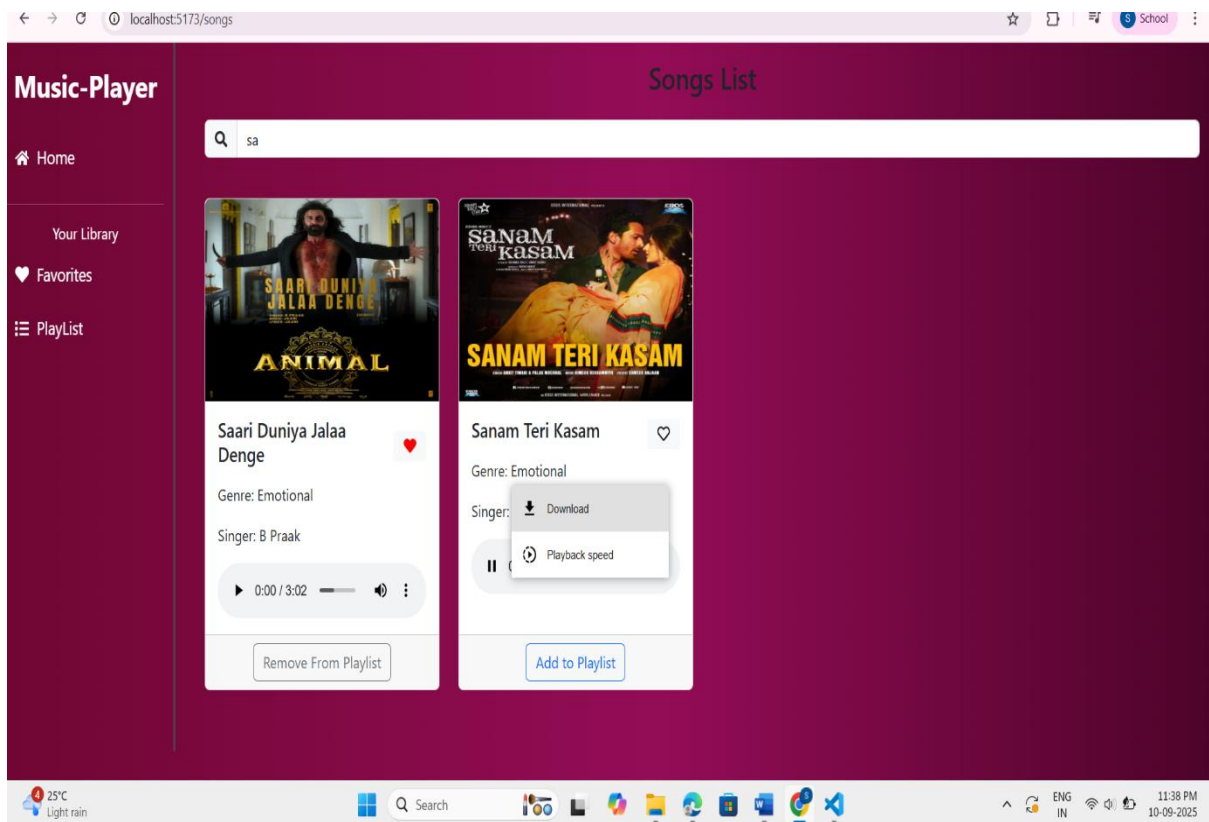 localhost:5173/songs
S School
Music-Player
Home
Your Library
Favorites
PlayList
Songs List
sa
SAARI DUNIYA
JALAA DENGE
ANIMAL
Saari Duniya Jalaa
Denge
Genre: Emotional
Singer: B Praak
0:00 / 3:02
Remove From Playlist
EROS
SANAM
TERI
KASAM
SANAM TERI KASAM
Sanam Teri Kasam
Genre: Emotional
Singer:
Download
Playback speed
Add to Playlist
4
25°C
Light rain
Search
ENG
IN
11:38 PM
10-09-2025